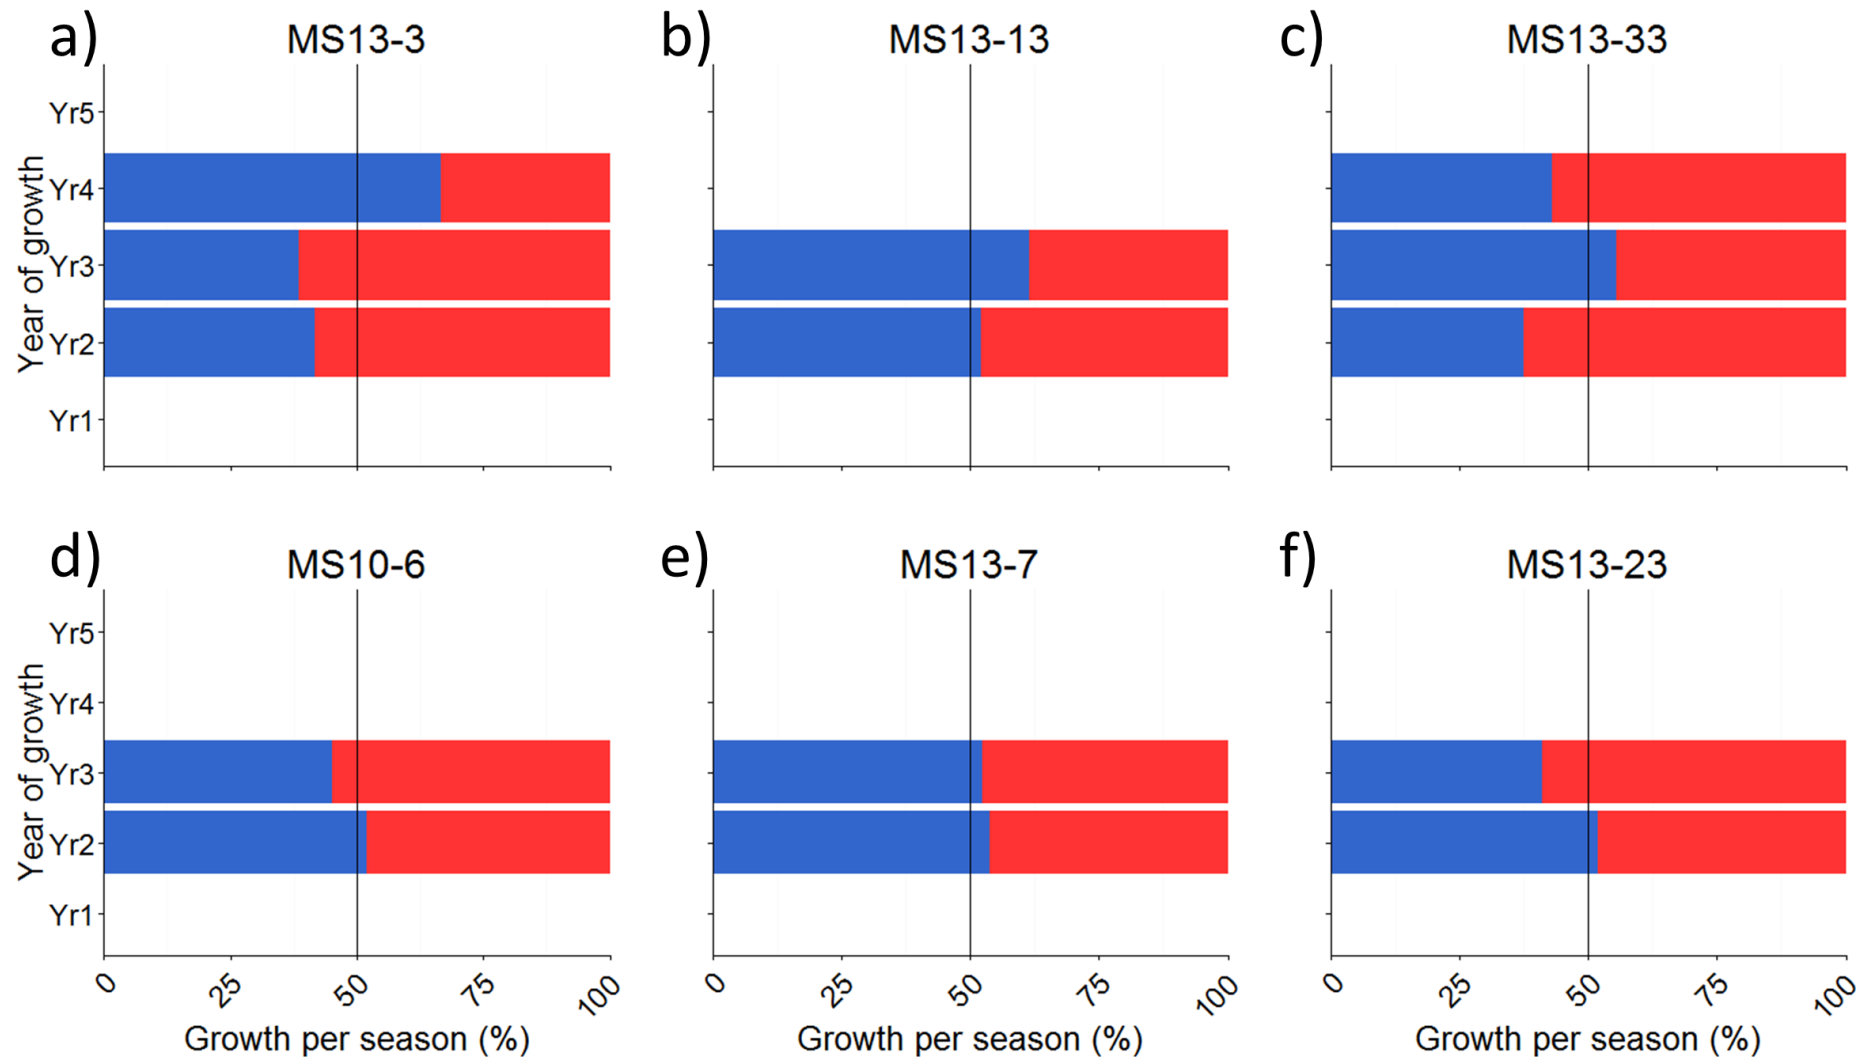 a) MS13-3
b) MS13-13
c) MS13-33
Year of growth
Yr5
Yr4
Yr3
Yr2
Yr1
d) MS10-6
e) MS13-7
f) MS13-23
Year of growth
Yr5
Yr4
Yr3
Yr2
Yr1
0 25 50 75 100
0 25 50 75 100
0 25 50 75 100
Growth per season (%)
Growth per season (%)
Growth per season (%)